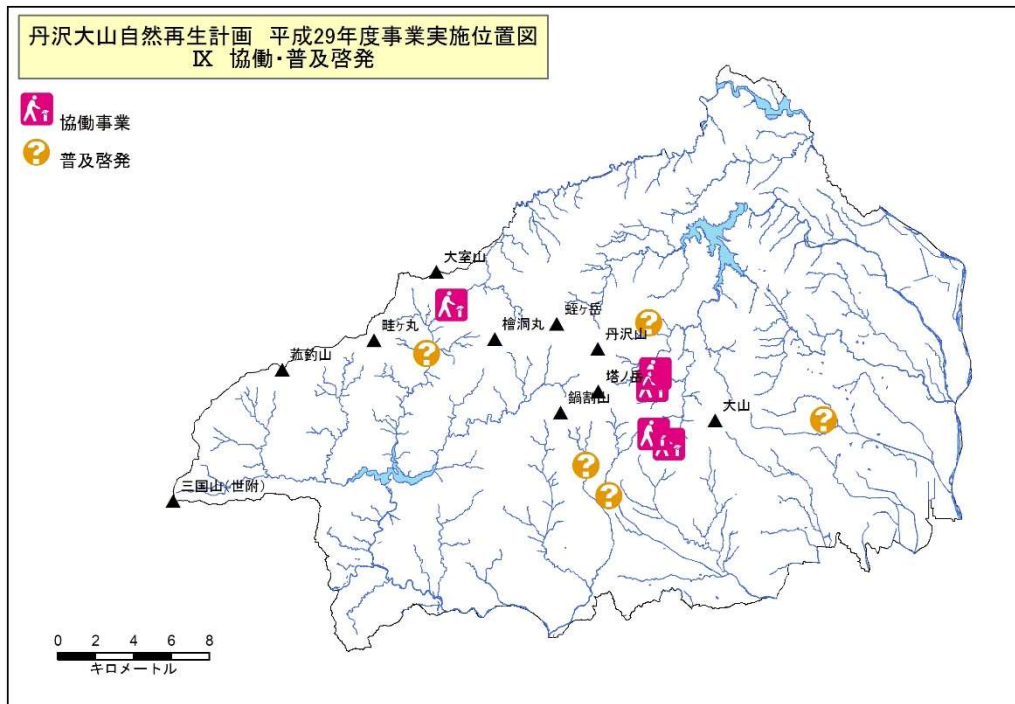 丹沢大山自然再生計画 平成29年度事業実施位置図
Ⅸ 協働・普及啓発
協働事業
普及啓発
大室山
畦ヶ丸
檜洞丸
蛭ヶ岳
丹沢山
菰釣山
塔ノ岳
鍋割山
大山
三国山(世附)
0 2 4 6 8
キロメートル